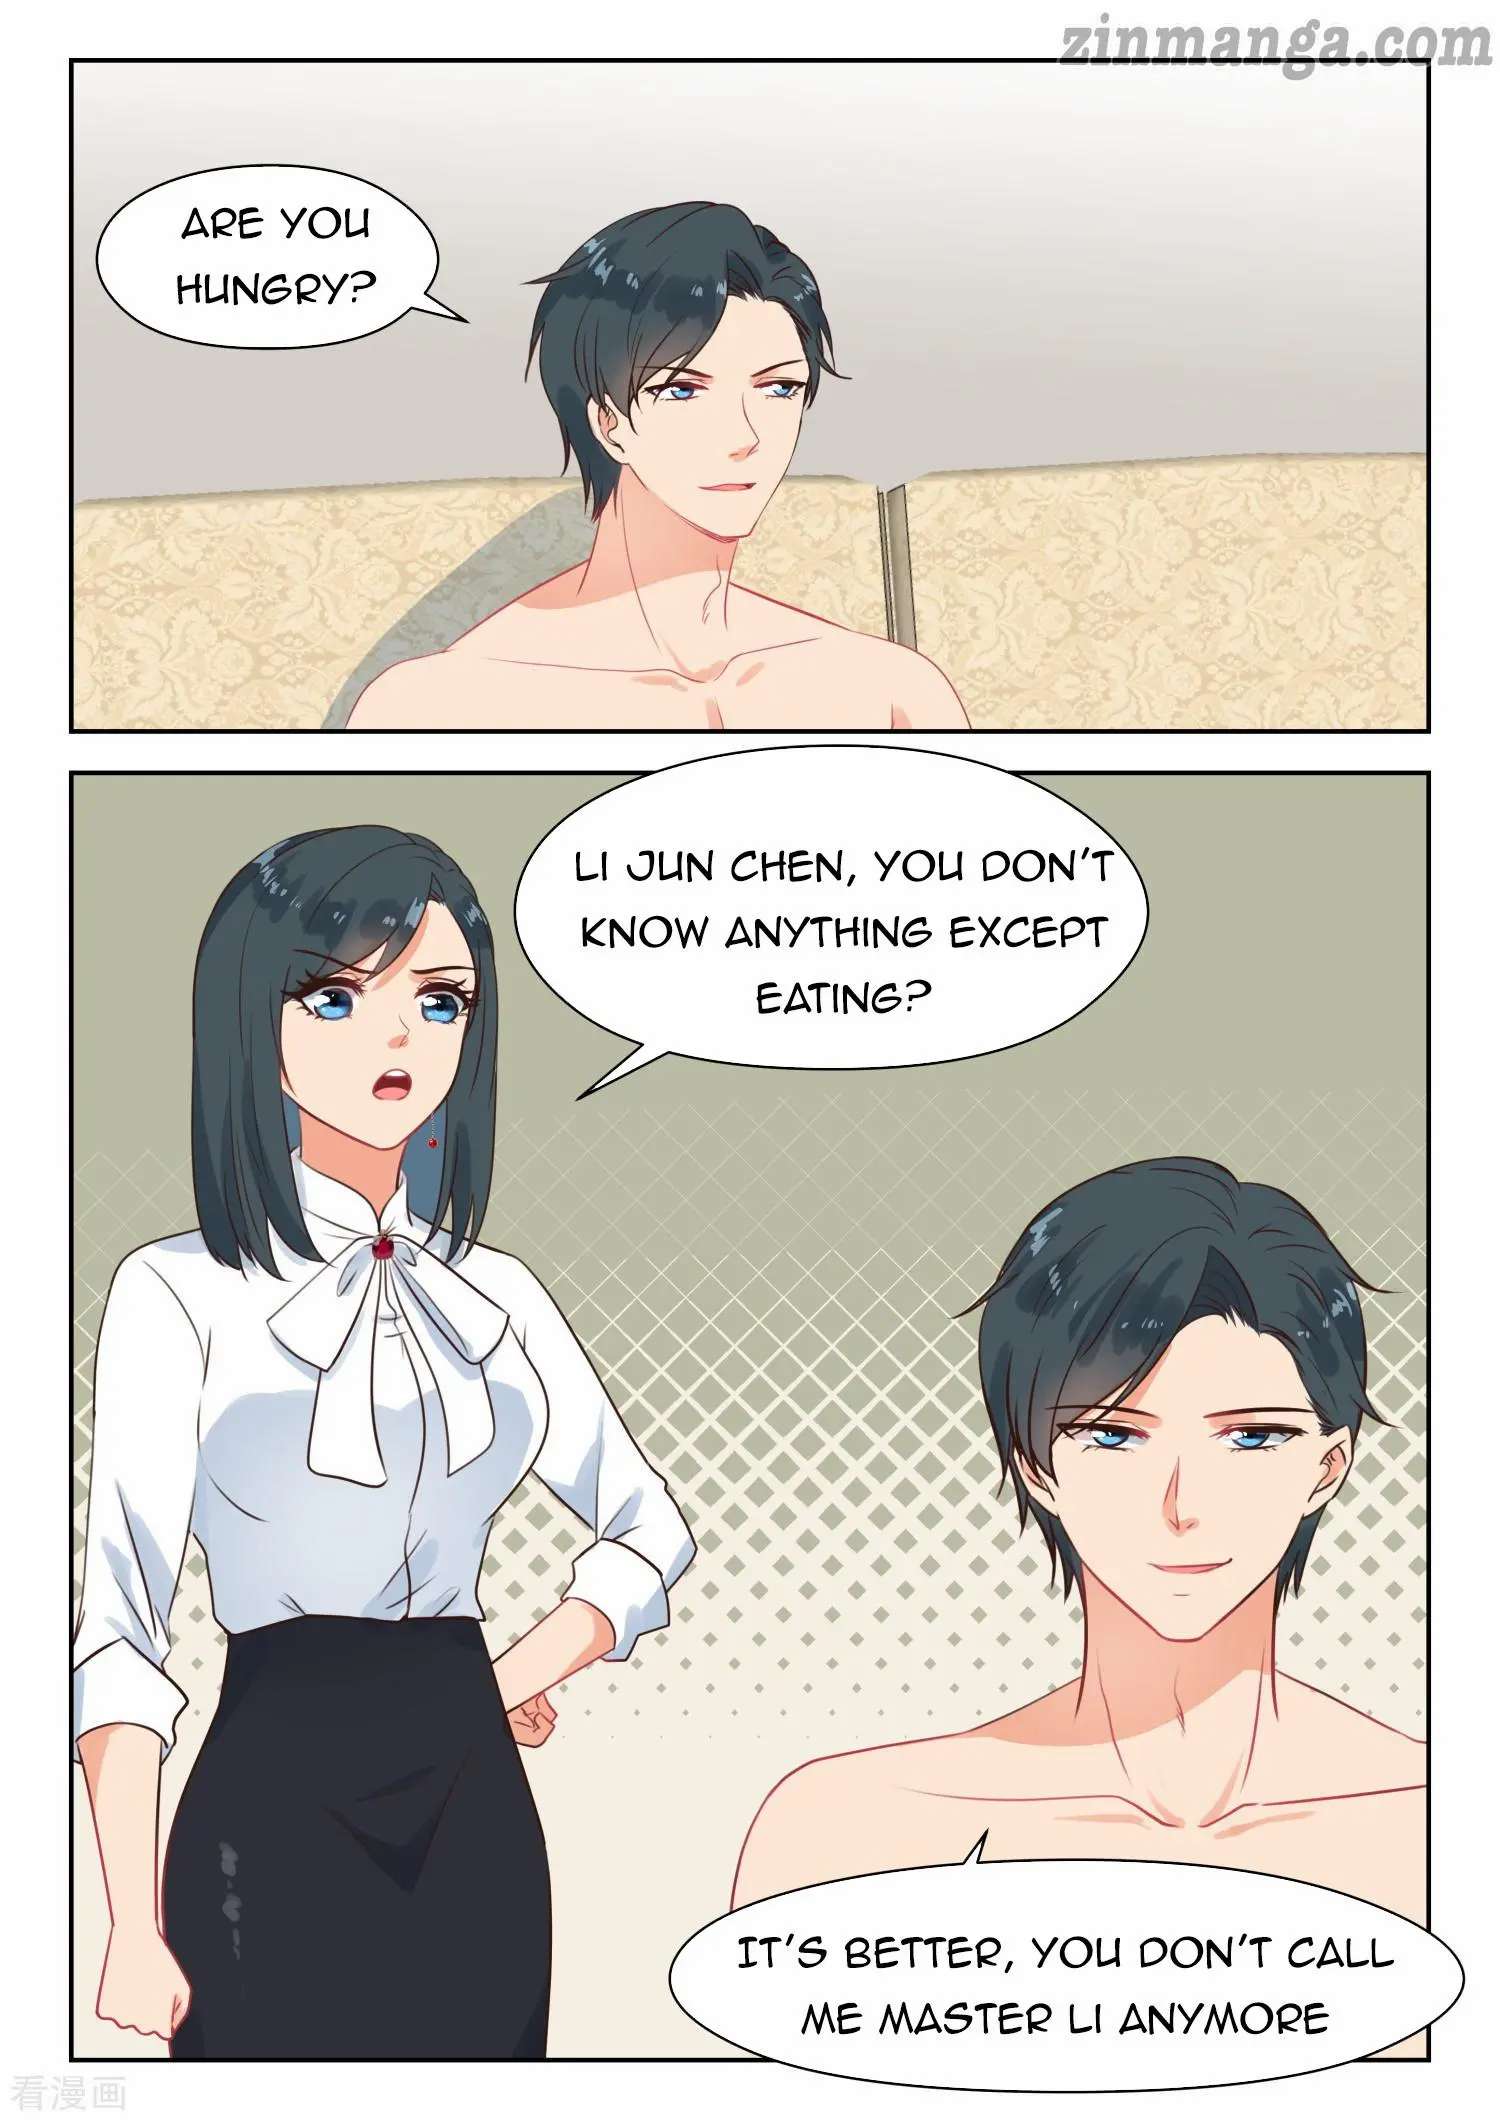 zinmanga.com
ARE YOU
HUNGRY?
LI JUN CHEN, YOU DON'T
KNOW ANYTHING EXCEPT
EATING?
IT'S BETTER, YOU DON'T CALL
ME MASTER LI ANYMORE
看漫画